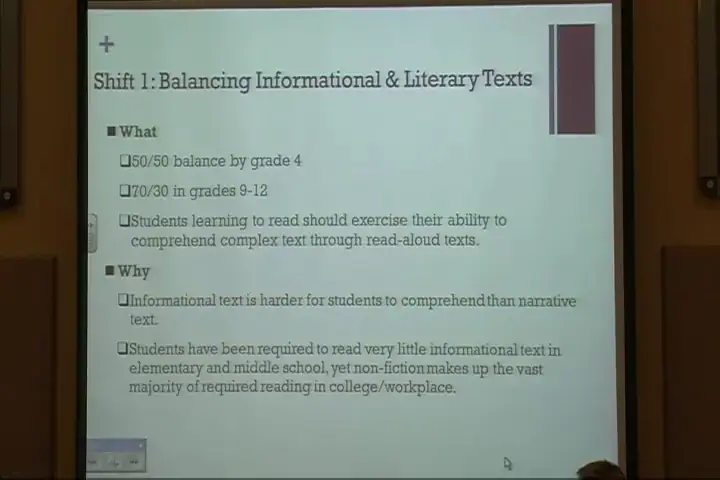 Shift 1: Balancing Informational & Literary Texts
What
50/50 balance by grade 4
70/30 in grades 9-12
Students learning to read should exercise their ability to
comprehend complex text through read-aloud texts.
Why
Informational text is harder for students to comprehend than narrative
text.
Students have been required to read very little informational text in
elementary and middle school, yet non-fiction makes up the vast
majority of required reading in college/workplace.